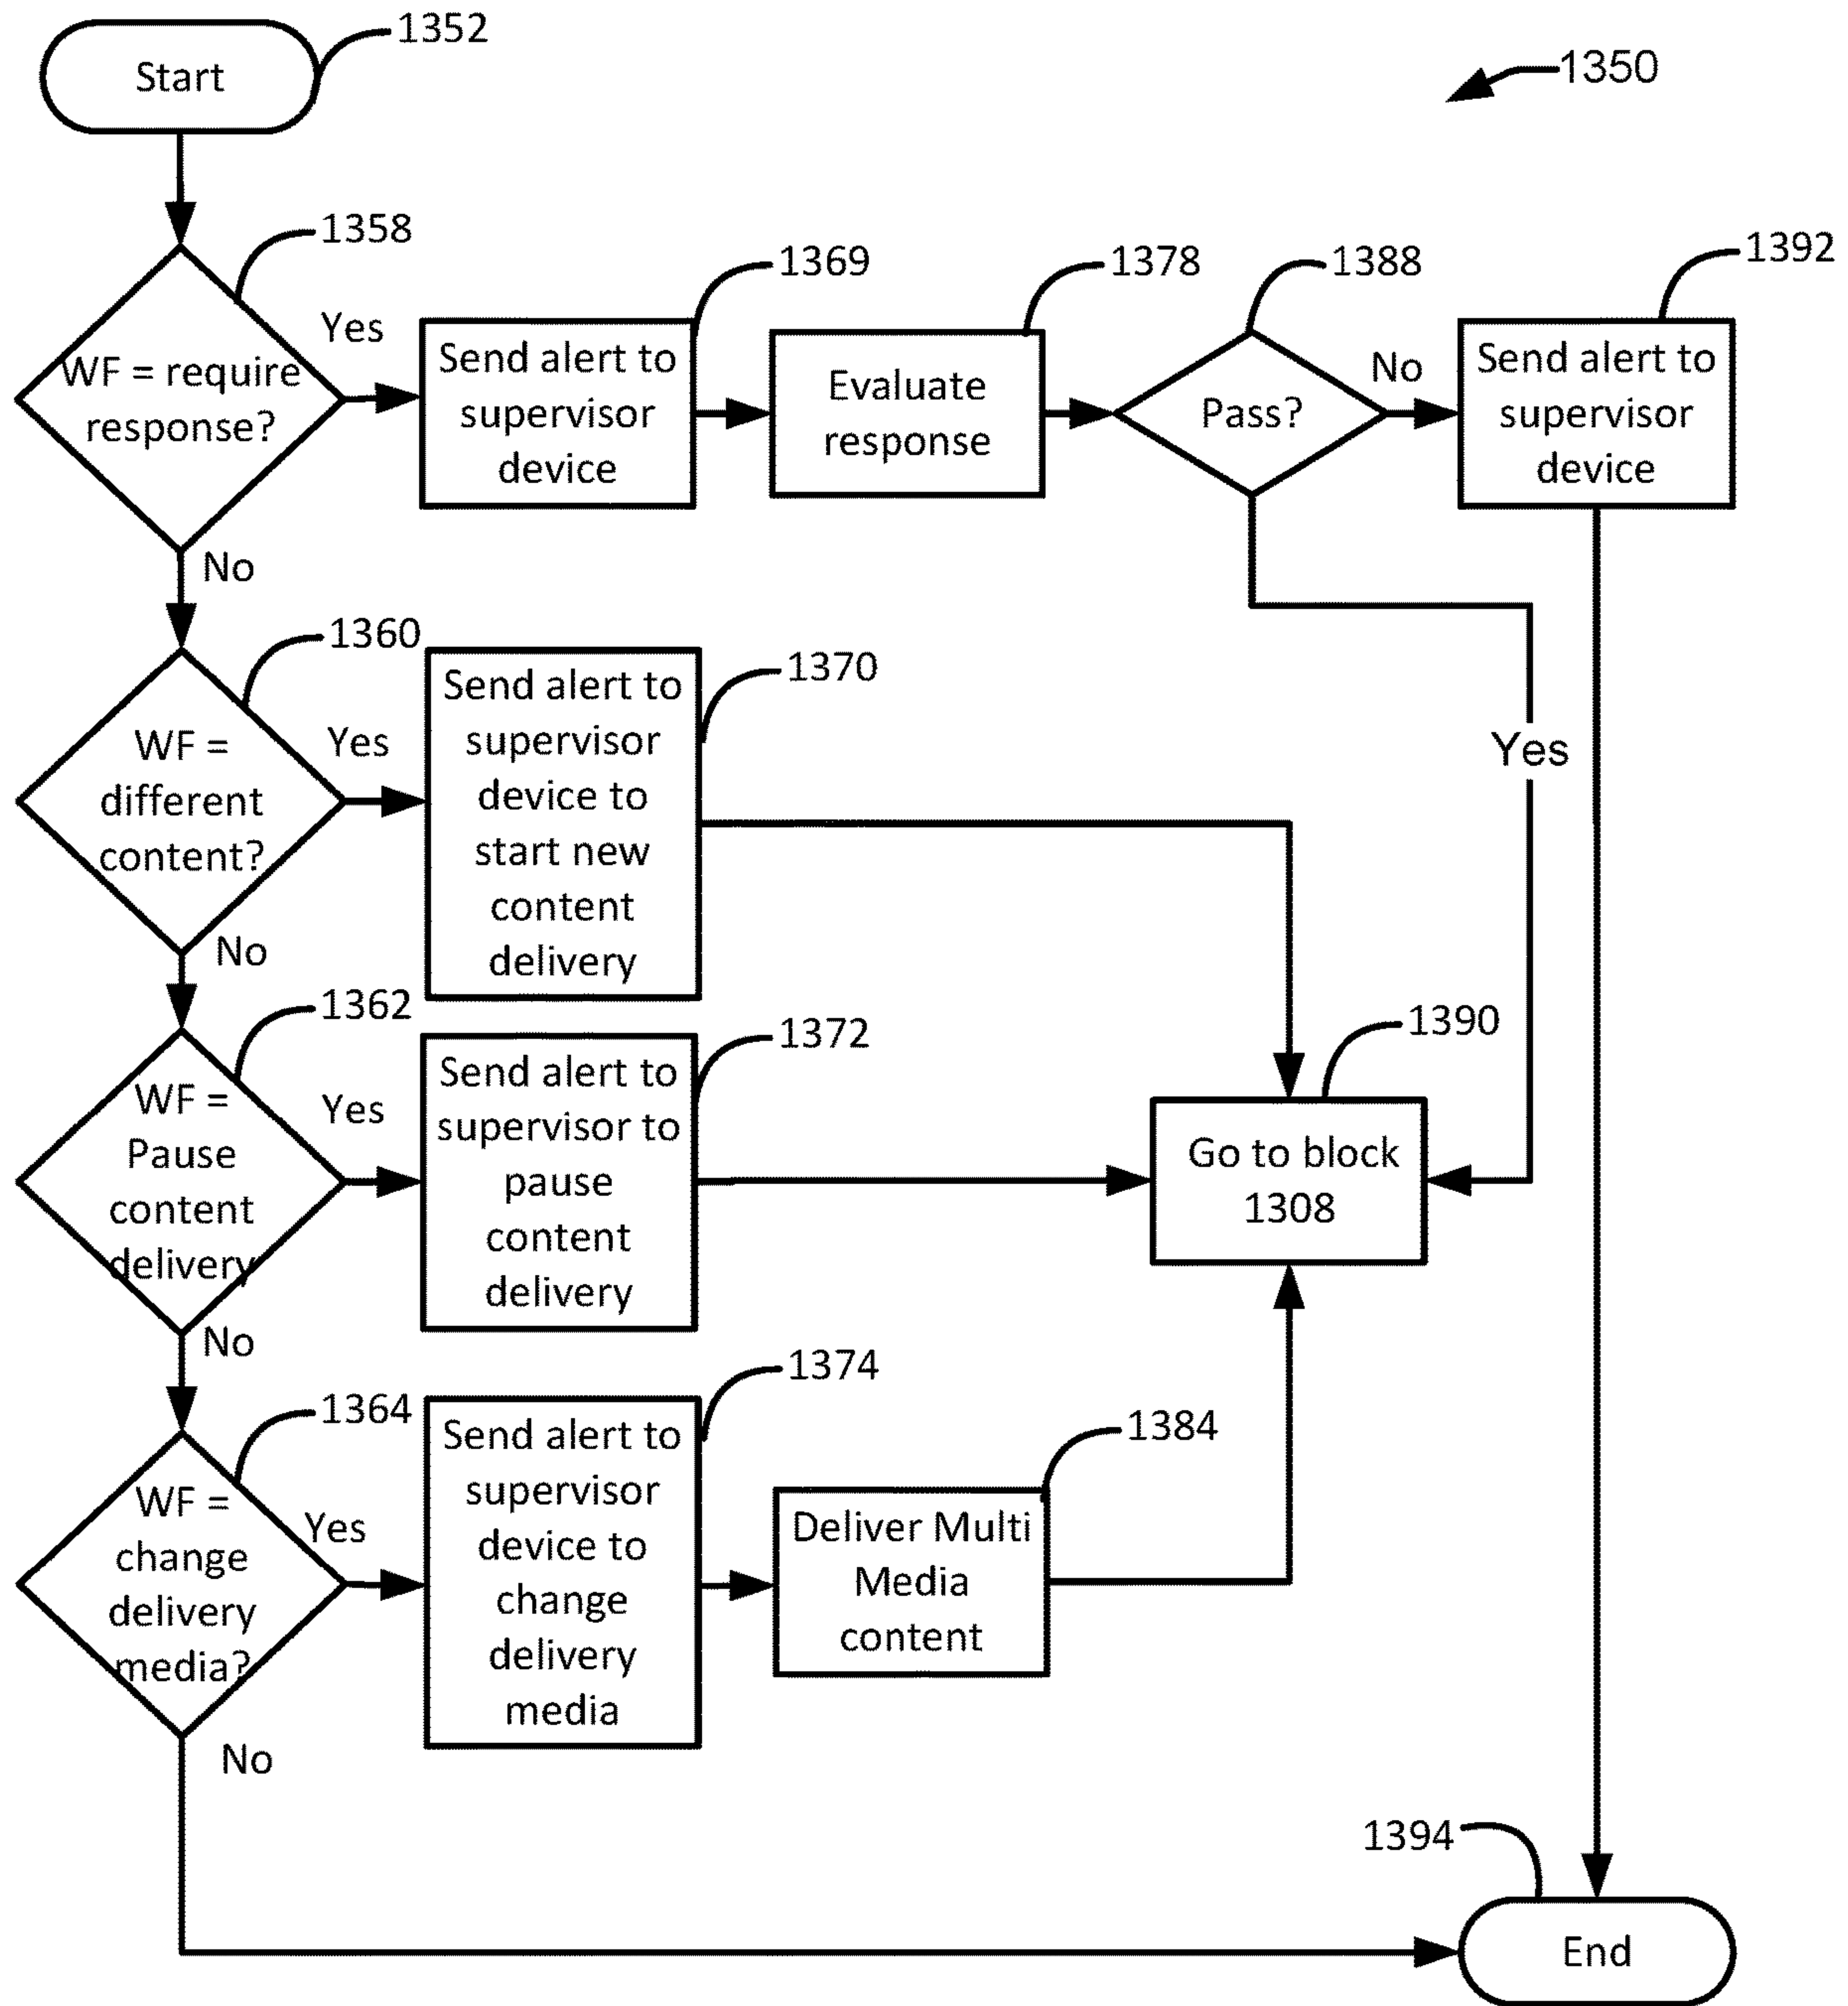 1352
Start
1350
1358
1369
1378
1388
1392
Yes
WF = require
response?
Send alert to
supervisor
device
Evaluate
response
Pass?
No
Send alert to
supervisor
device
No
1360
1370
WF =
different
content?
Yes
Send alert to
supervisor
device to
start new
content
delivery
Yes
No
1362
1372
1390
WF =
Pause
content
delivery
Yes
Send alert to
supervisor to
pause
content
delivery
Go to block
1308
No
1364
1374
1384
WF =
change
delivery
media?
Yes
Send alert to
supervisor
device to
change
delivery
media
Deliver Multi
Media
content
No
1394
End